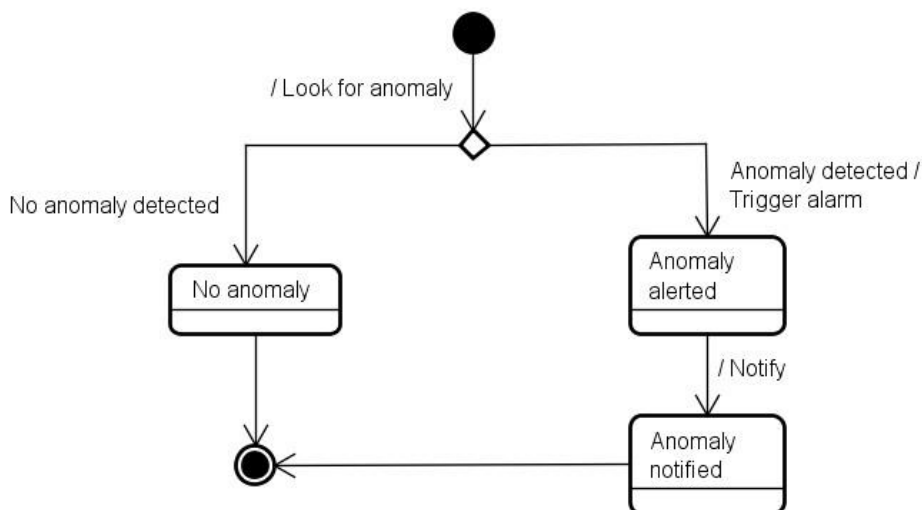 / Look for anomaly
No anomaly detected
Anomaly detected /
Trigger alarm
No anomaly
Anomaly
alerted
/ Notify
Anomaly
notified